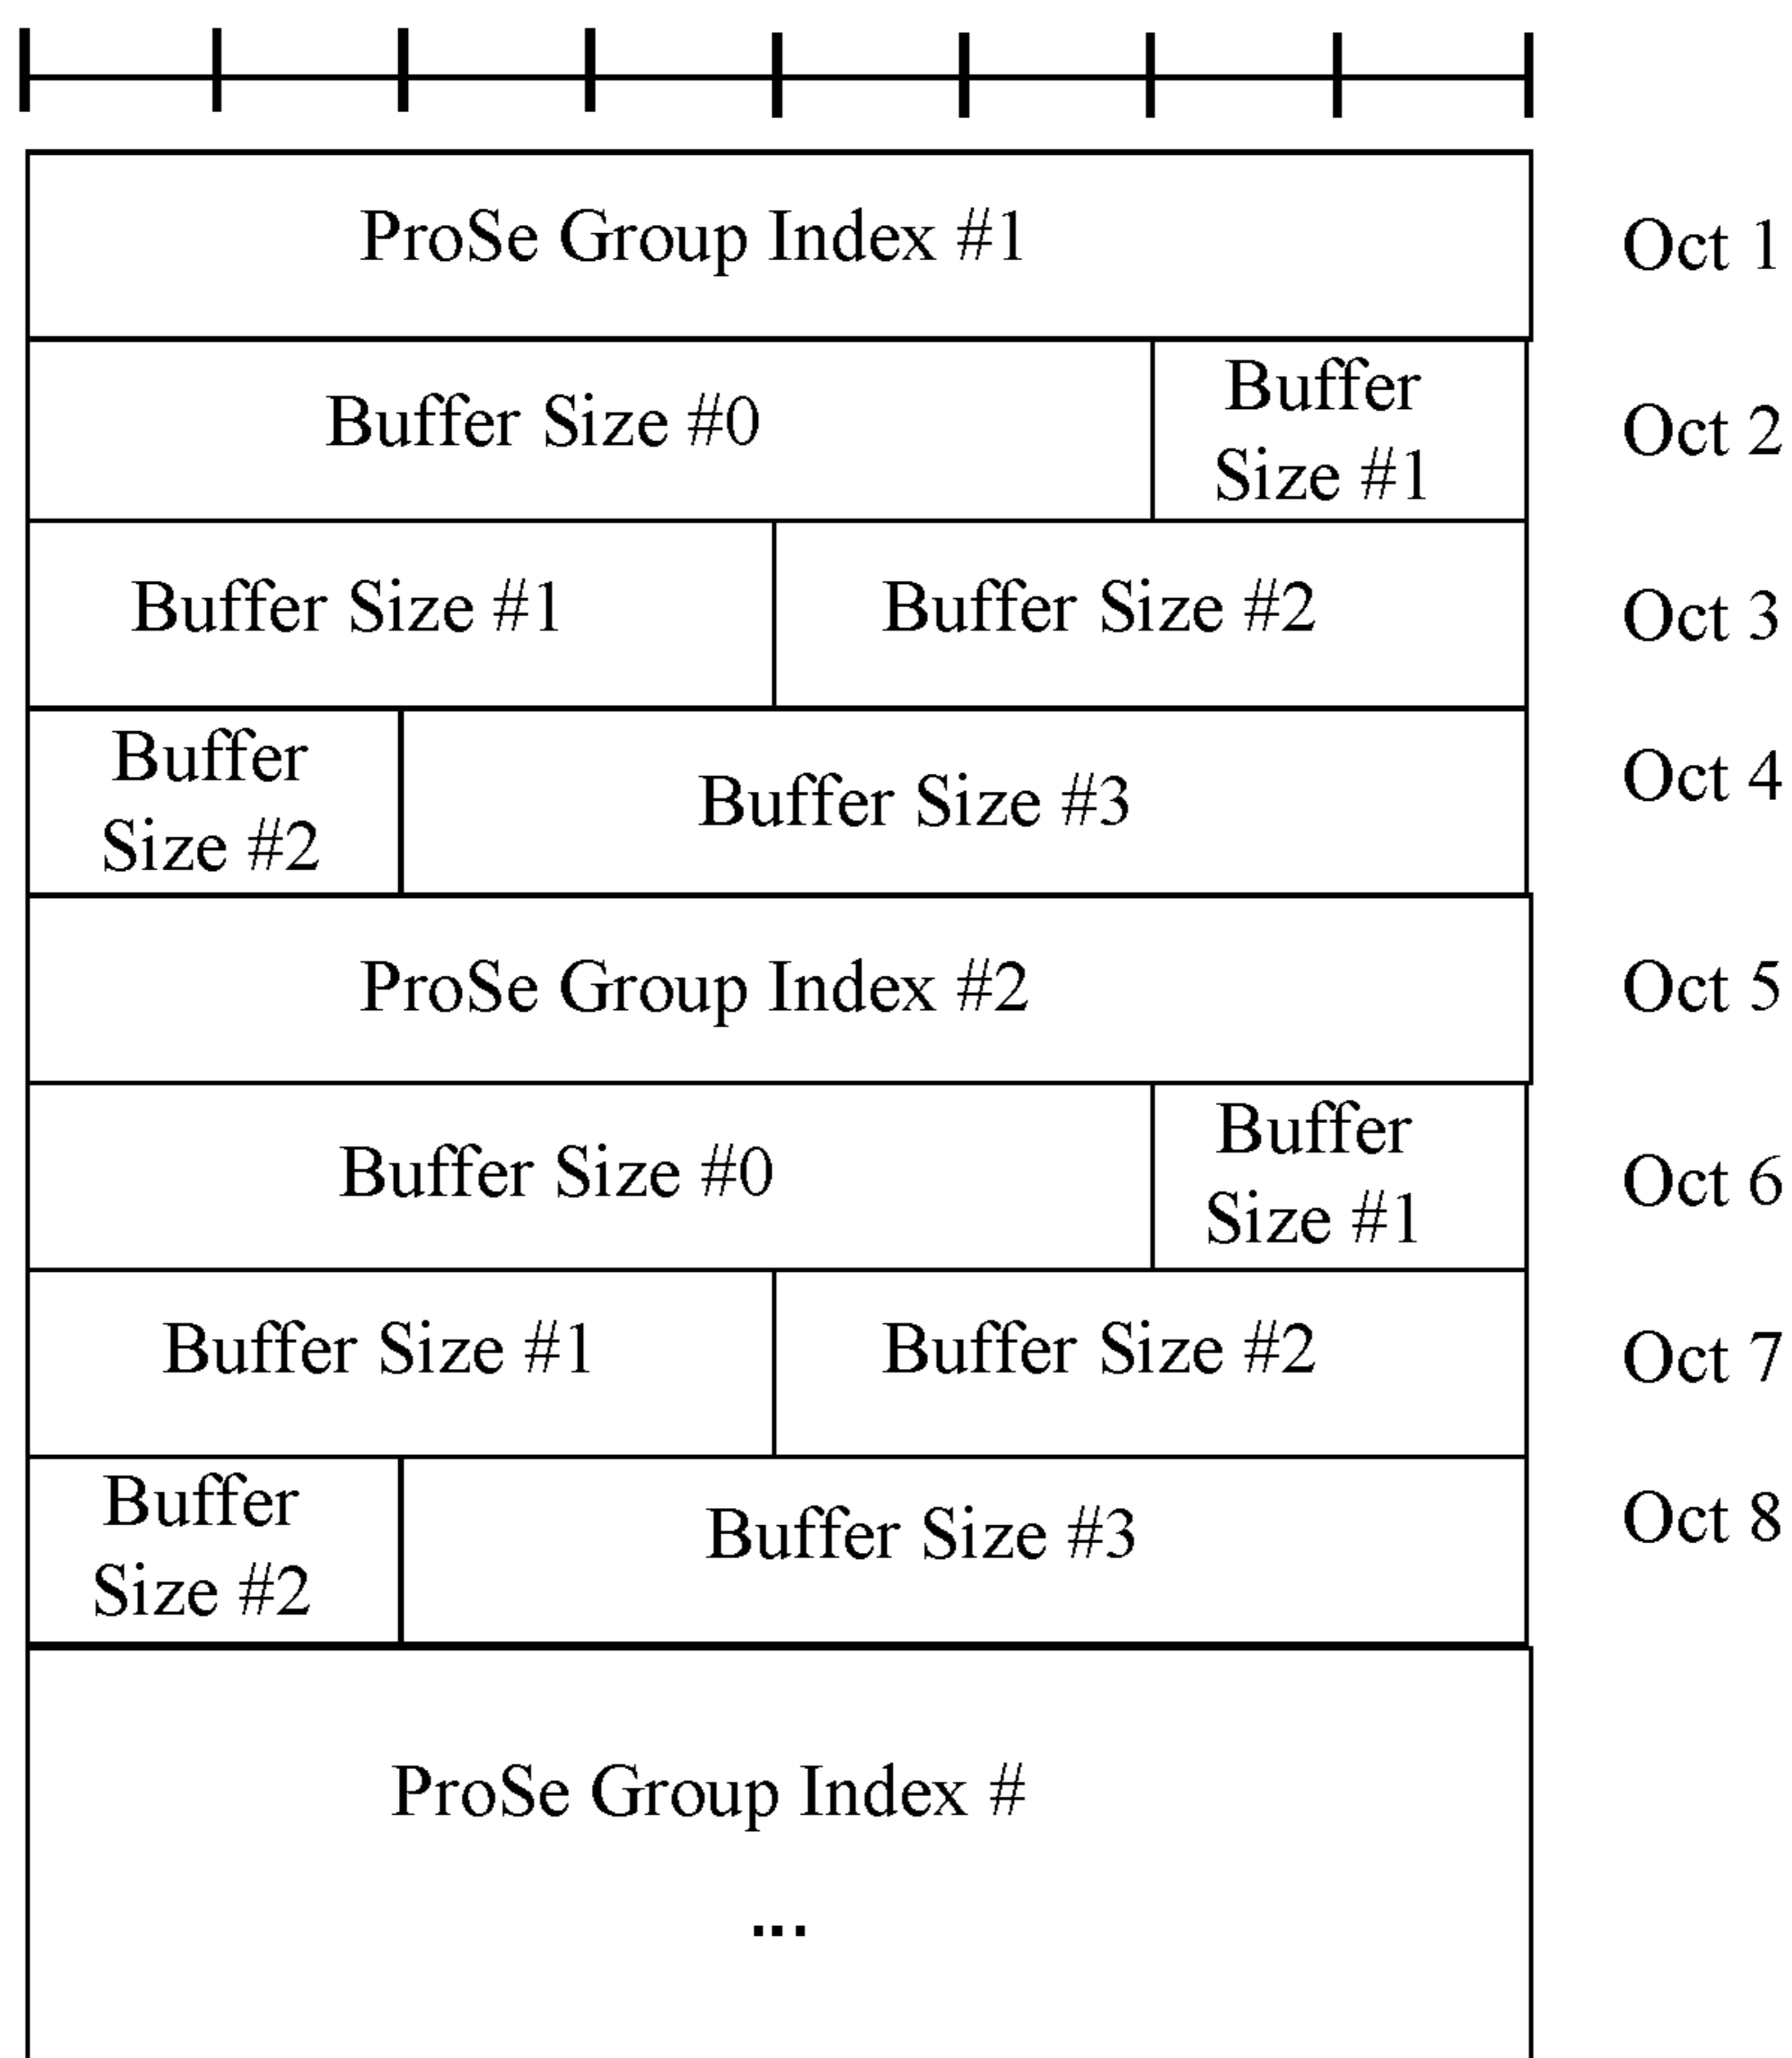 ProSe Group Index #1
Oct 1
Buffer Size #0
Buffer
Size #1
Oct 2
Buffer Size #1
Buffer Size #2
Oct 3
Buffer
Size #2
Buffer Size #3
Oct 4
ProSe Group Index #2
Oct 5
Buffer Size #0
Buffer
Size #1
Oct 6
Buffer Size #1
Buffer Size #2
Oct 7
Buffer
Size #2
Buffer Size #3
Oct 8
ProSe Group Index #
...